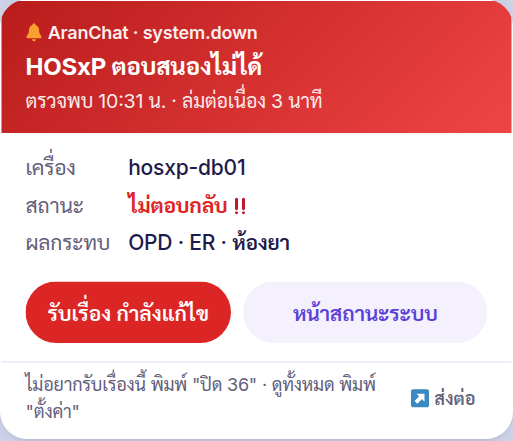 🔔 AranChat · system.down
HOSxP ตอบสนองไม่ได้
ตรวจพบ 10:31 น. · ล่มต่อเนื่อง 3 นาที
เครื่อง hosxp-db01
สถานะ ไม่ตอบกลับ ‼
ผลกระทบ OPD · ER · ห้องยา
รับเรื่อง กำลังแก้ไข หน้าสถานะระบบ
ไม่อยากรับเรื่องนี้ พิมพ์ "ปิด 36" · ดูทั้งหมด พิมพ์
"ตั้งค่า"
↗ ส่งต่อ